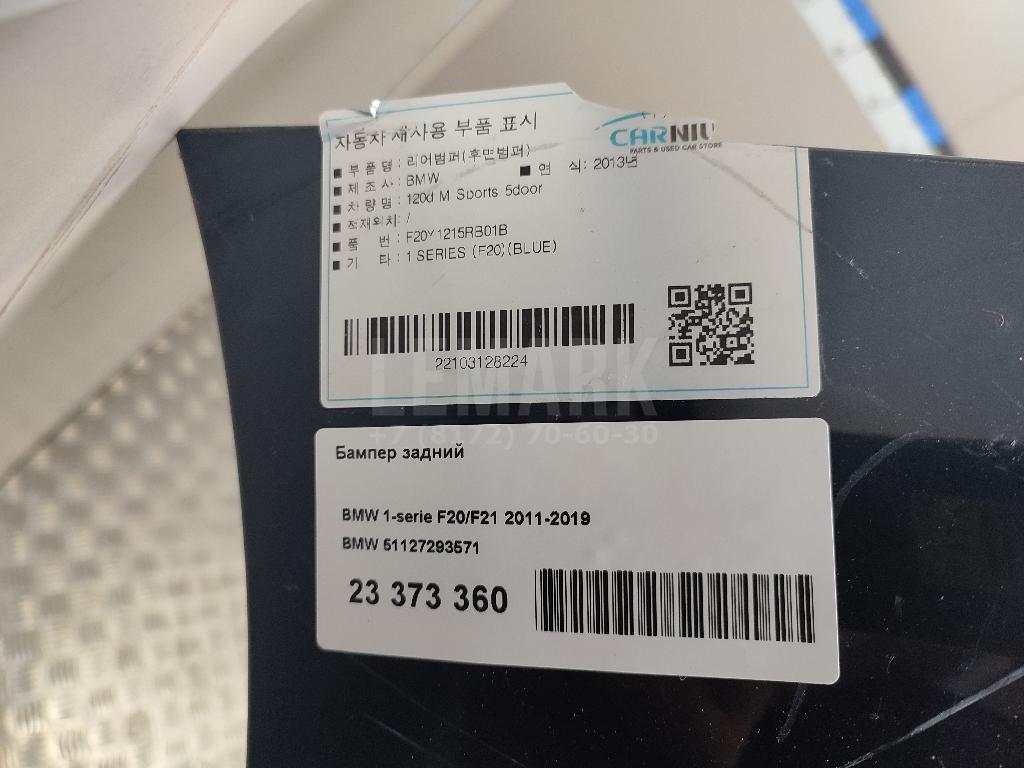 자동차 재사용 부품 표시
CARNIU
PARTS & USED CAR STORE
■ 부 품 명 : 리어범퍼(후면범퍼)
■ 제 조 사 : BMW ■ 연 식: 2013년
■ 차 량 명 : 120d M Sports 5door
■ 적재위치: /
■ 품 번 : F20Y1215RB01B
■ 기 타 : 1 SERIES (F20)(BLUE)
22103128224
LEMARK
+7 (8172) 70-60-30
Бампер задний
BMW 1-serie F20/F21 2011-2019
BMW 51127293571
23 373 360